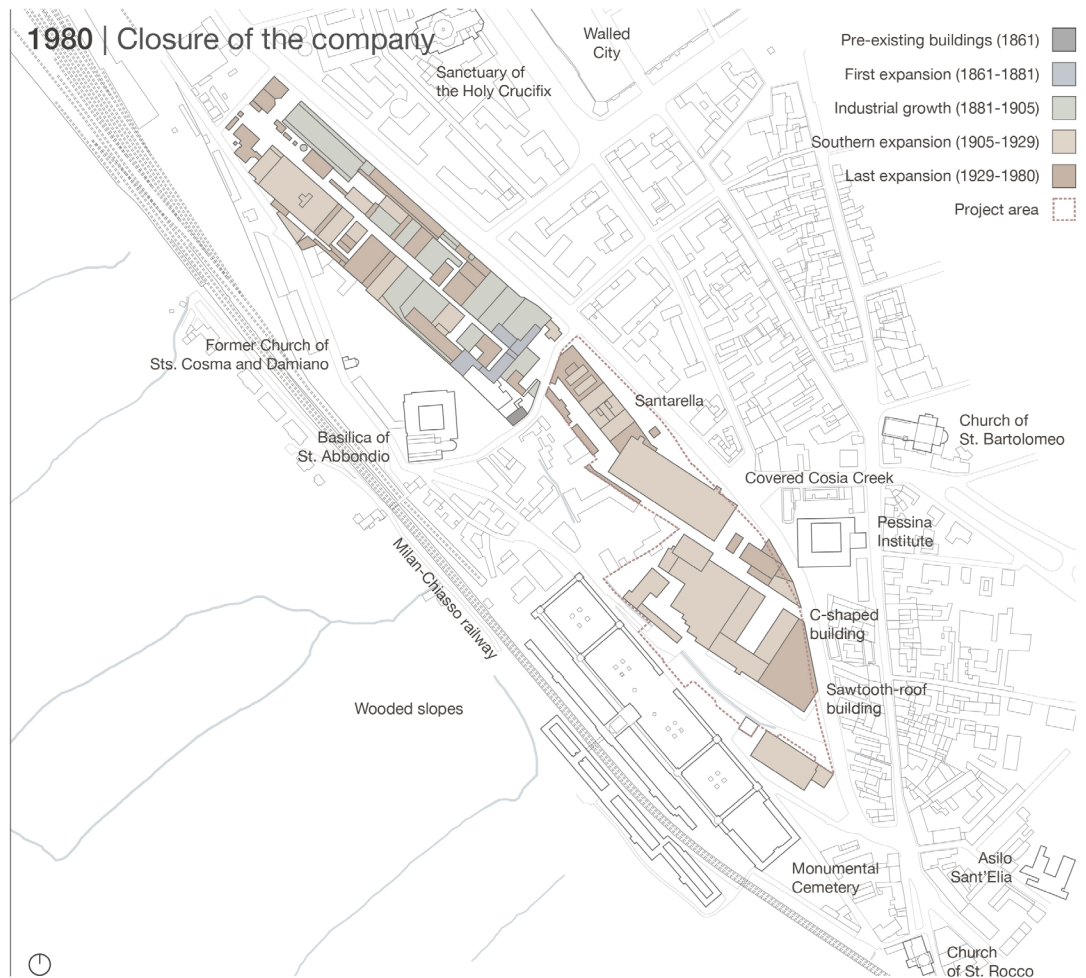 1980 | Closure of the company
Walled
City
Sanctuary of
the Holy Crucifix
Pre-existing buildings (1861)
First expansion (1861-1881)
Industrial growth (1881-1905)
Southern expansion (1905-1929)
Last expansion (1929-1980)
Project area
Former Church of
Sts. Cosma and Damiano
Basilica of
St. Abbondio
Santarella
Church of
St. Bartolomeo
Covered Cosia Creek
Pessina
Institute
Milan-Chiasso railway
C-shaped
building
Sawtooth-roof
building
Wooded slopes
Monumental
Cemetery
Asilo
Sant'Elia
Church
of St. Rocco